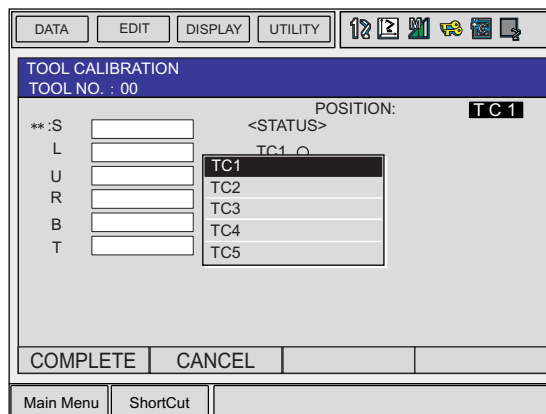 DATA EDIT DISPLAY UTILITY
TOOL CALIBRATION
TOOL NO. : 00
POSITION: TC1
** :S <STATUS>
L TC1
TC1
U
TC2
R TC3
B TC4
T TC5
COMPLETE CANCEL
Main Menu ShortCut